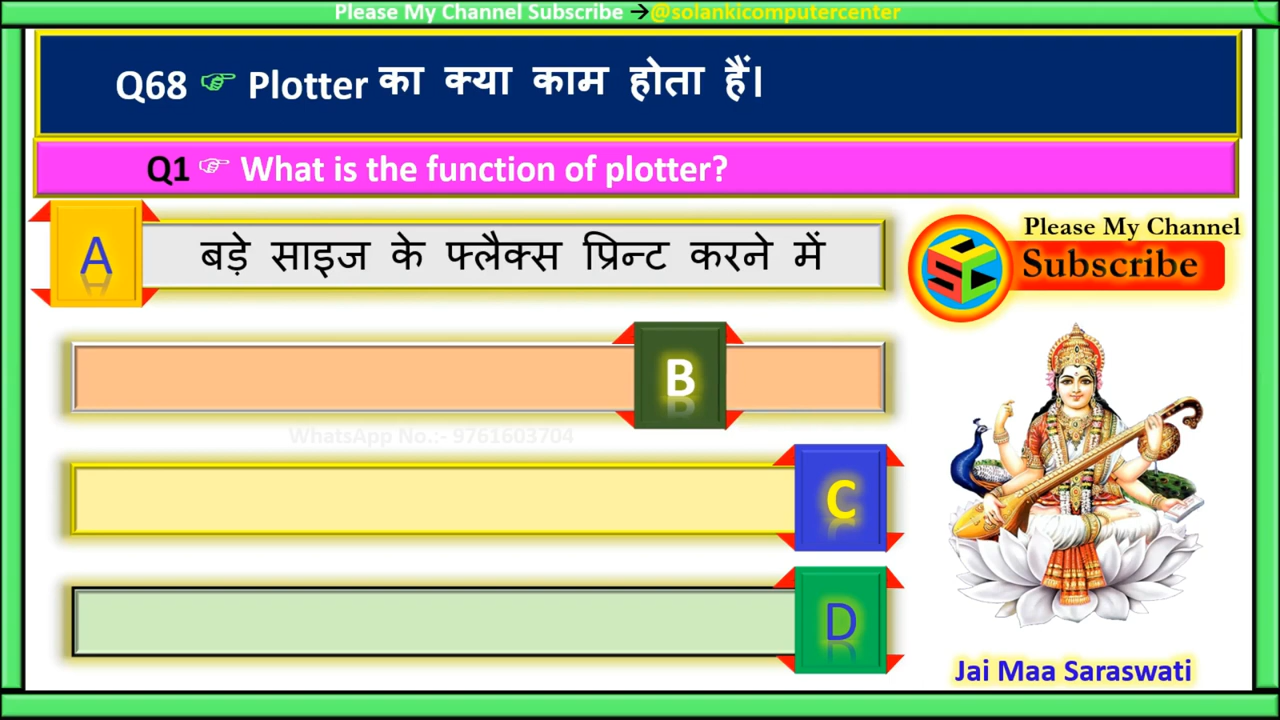 Please My Channel Subscribe →@solankicomputercenter
Q68 ☞ Plotter का क्या काम होता हैं।
Q1 ☞ What is the function of plotter?
A बड़े साइज के फ्लैक्स प्रिन्ट करने में
Please My Channel
Subscribe
SCC
B
WhatsApp No.:- 9761603704
C
D
Jai Maa Saraswati